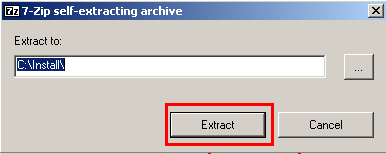 7-Zip self-extracting archive
Extract to:
C:\Install\
...
Extract
Cancel